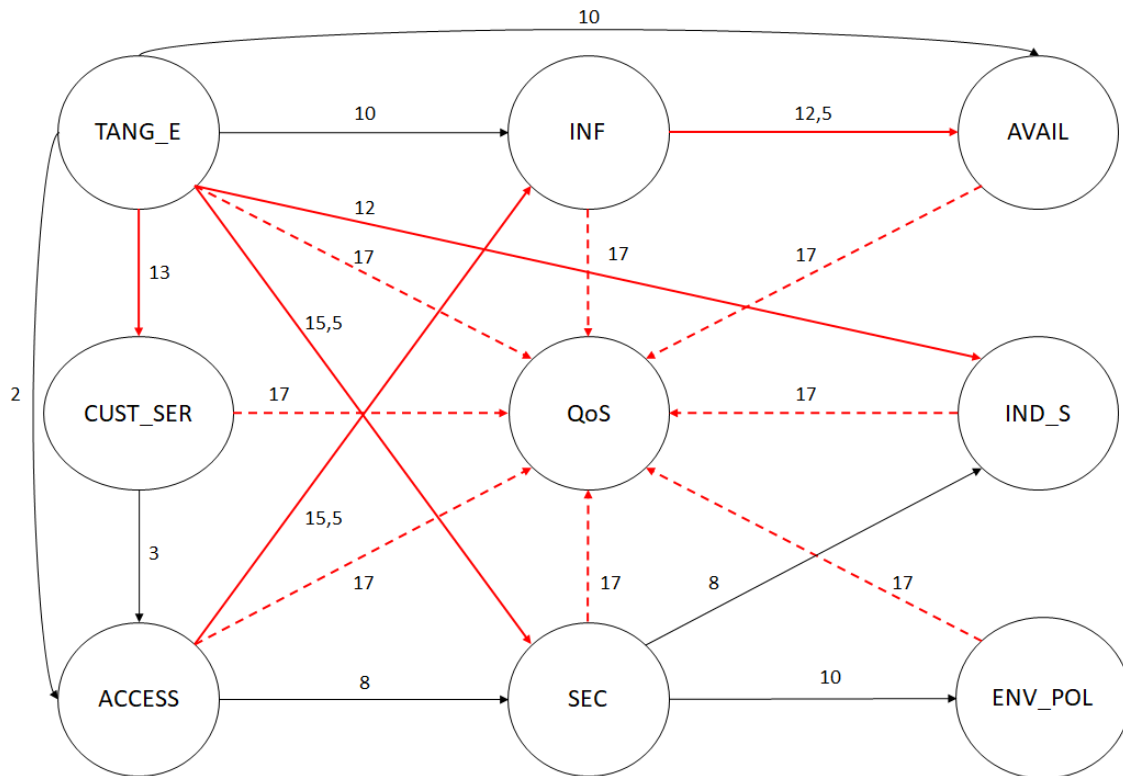 10
TANG_E
10
INF
12,5
AVAIL
12
17
17
17
13
15,5
2
CUST_SER
17
QoS
17
IND_S
15,5
3
17
17
8
17
ACCESS
8
SEC
10
ENV_POL